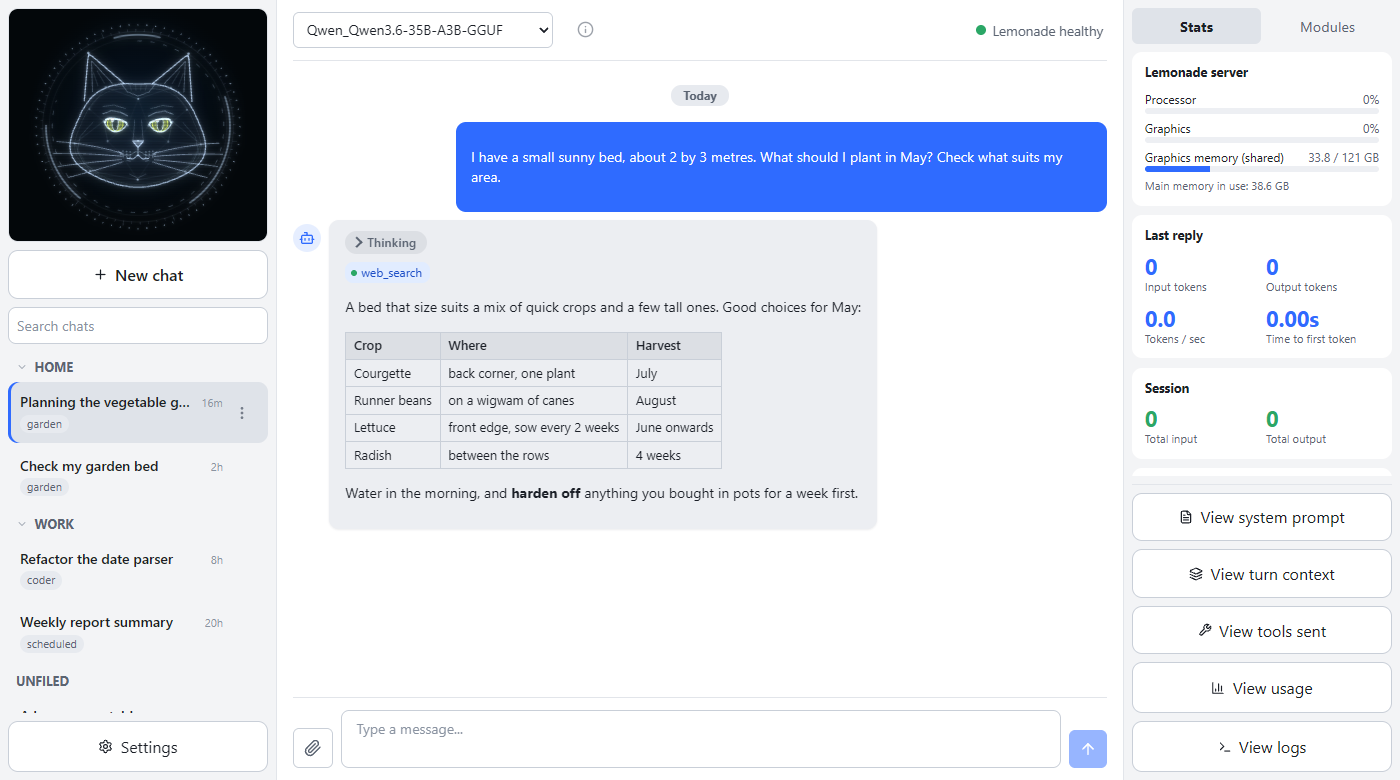 New chat
Search chats
HOME
Planning the vegetable g... 16m
garden
Check my garden bed 2h
garden
WORK
Refactor the date parser 8h
coder
Weekly report summary 20h
scheduled
UNFILED
Settings
Qwen_Qwen3.6-35B-A3B-GGUF
Lemonade healthy
Today
I have a small sunny bed, about 2 by 3 metres. What should I plant in May? Check what suits my
area.
Thinking
web_search
A bed that size suits a mix of quick crops and a few tall ones. Good choices for May:
Crop Where Harvest
Courgette back corner, one plant July
Runner beans on a wigwam of canes August
Lettuce front edge, sow every 2 weeks June onwards
Radish between the rows 4 weeks
Water in the morning, and harden off anything you bought in pots for a week first.
Type a message...
Stats Modules
Lemonade server
Processor 0%
Graphics 0%
Graphics memory (shared) 33.8 / 121 GB
Main memory in use: 38.6 GB
Last reply
0 0
Input tokens Output tokens
0.0 0.00s
Tokens / sec Time to first token
Session
0 0
Total input Total output
View system prompt
View turn context
View tools sent
View usage
View logs